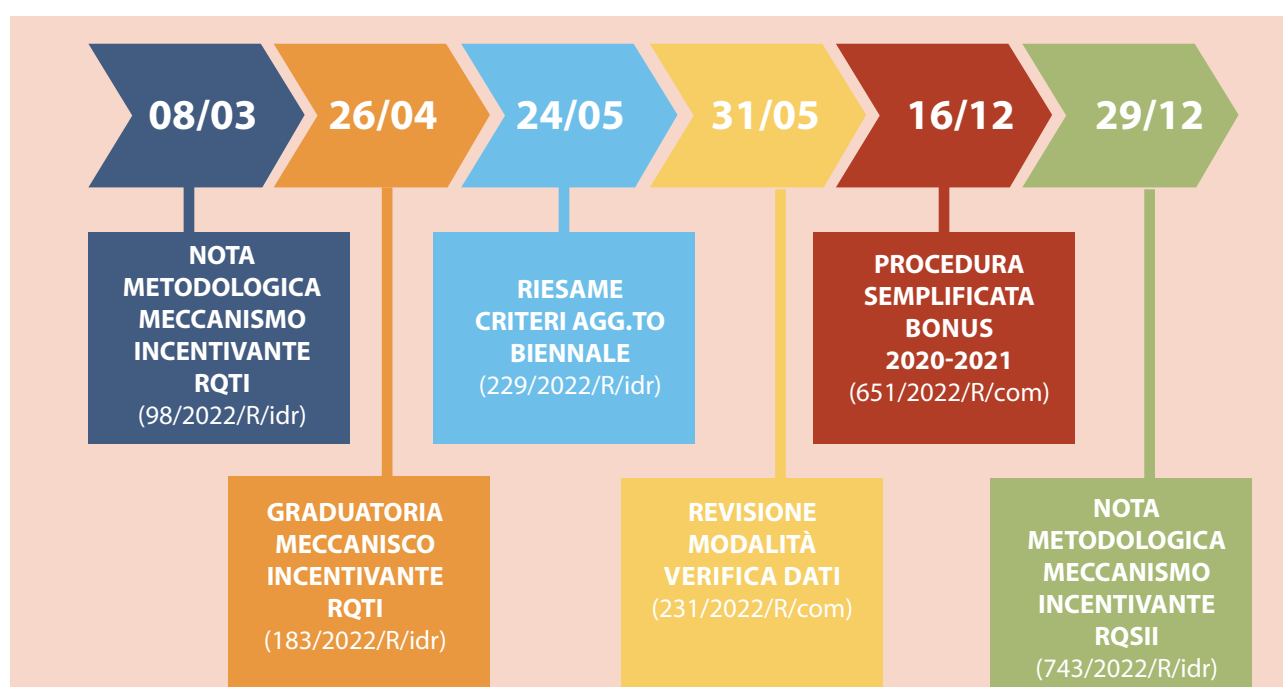 08/03
26/04
24/05
31/05
16/12
29/12
NOTA
METODOLOGICA
MECCANISMO
INCENTIVANTE
RQTI
(98/2022/R/idr)
GRADUATORIA
MECCANISCO
INCENTIVANTE
RQTI
(183/2022/R/idr)
RIESAME
CRITERI AGG.TO
BIENNALE
(229/2022/R/idr)
REVISIONE
MODALITÀ
VERIFICA DATI
(231/2022/R/com)
PROCEDURA
SEMPLIFICATA
BONUS
2020-2021
(651/2022/R/com)
NOTA
METODOLOGICA
MECCANISMO
INCENTIVANTE
RQSII
(743/2022/R/idr)